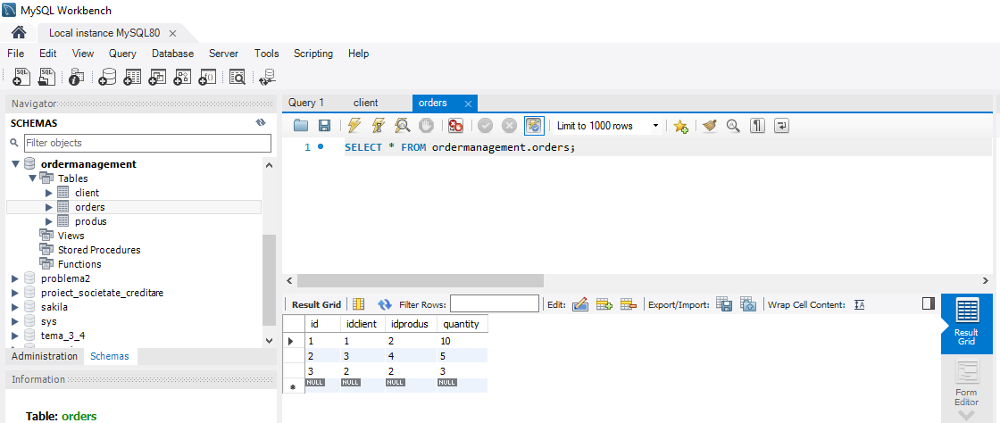 MySQL Workbench
Local instance MySQL80
File Edit View Query Database Server Tools Scripting Help
Navigator
SCHEMAS
Filter objects
ordermanagement
Tables
client
orders
produs
Views
Stored Procedures
Functions
problema2
proiect_societate_creditare
sakila
sys
tema_3_4
Administration Schemas
Information
Table: orders
Query 1 client orders
Limit to 1000 rows
1 SELECT * FROM ordermanagement.orders;
Result Grid Filter Rows: Edit: Export/Import: Wrap Cell Content:
id idclient idprodus quantity
1 1 2 10
2 3 4 5
3 2 2 3
NULL NULL NULL NULL
Result
Grid
Form
Editor